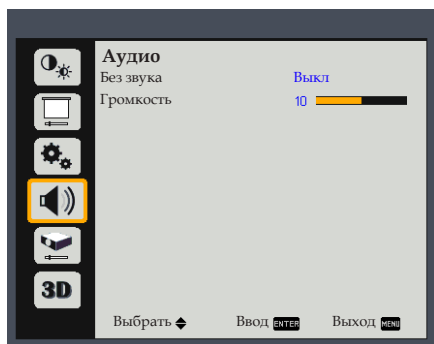 Аудио
Без звука Выкл
Громкость 10
3D
Выбрать Ввод ENTER Выход MENU